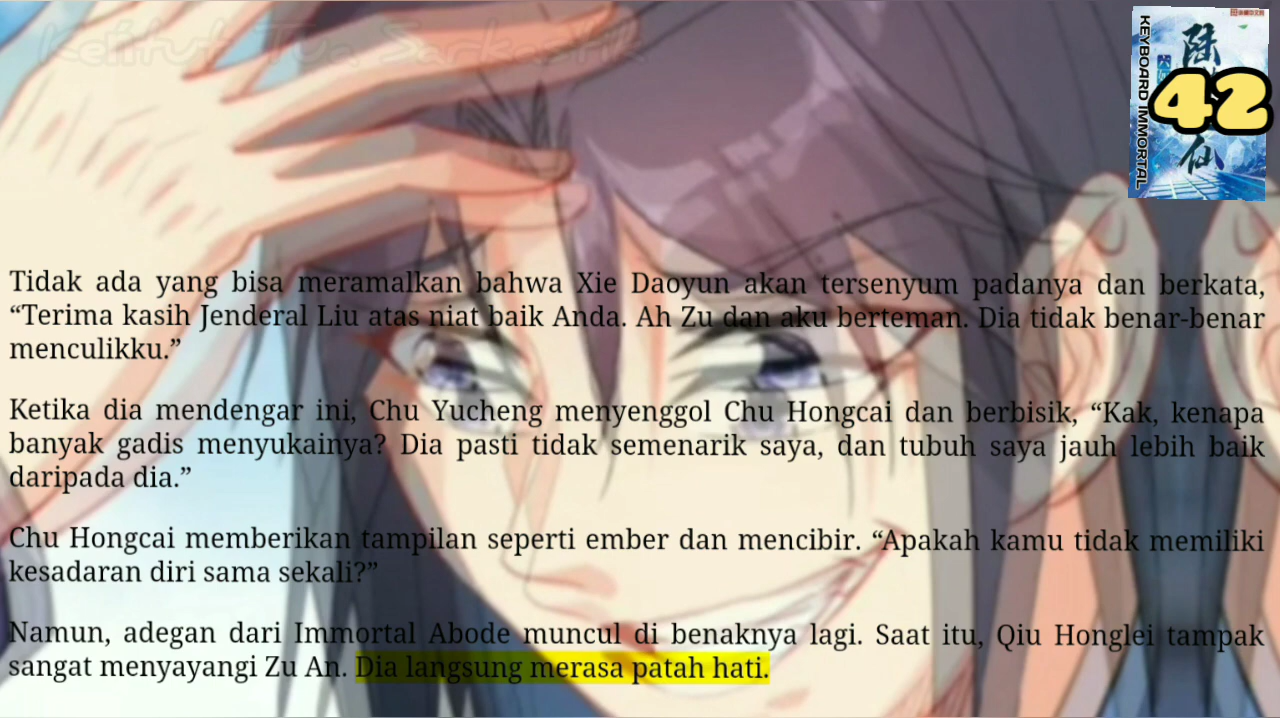 Kelitut Tua Sarkastik
KEYBOARD IMMORTAL
陆
仙
42
Tidak ada yang bisa meramalkan bahwa Xie Daoyun akan tersenyum padanya dan berkata,
“Terima kasih Jenderal Liu atas niat baik Anda. Ah Zu dan aku berteman. Dia tidak benar-benar
menculikku.”
Ketika dia mendengar ini, Chu Yucheng menyenggol Chu Hongcai dan berbisik, “Kak, kenapa
banyak gadis menyukainya? Dia pasti tidak semenarik saya, dan tubuh saya jauh lebih baik
daripada dia.”
Chu Hongcai memberikan tampilan seperti ember dan mencibir. “Apakah kamu tidak memiliki
kesadaran diri sama sekali?”
Namun, adegan dari Immortal Abode muncul di benaknya lagi. Saat itu, Qiu Honglei tampak
sangat menyayangi Zu An. Dia langsung merasa patah hati.